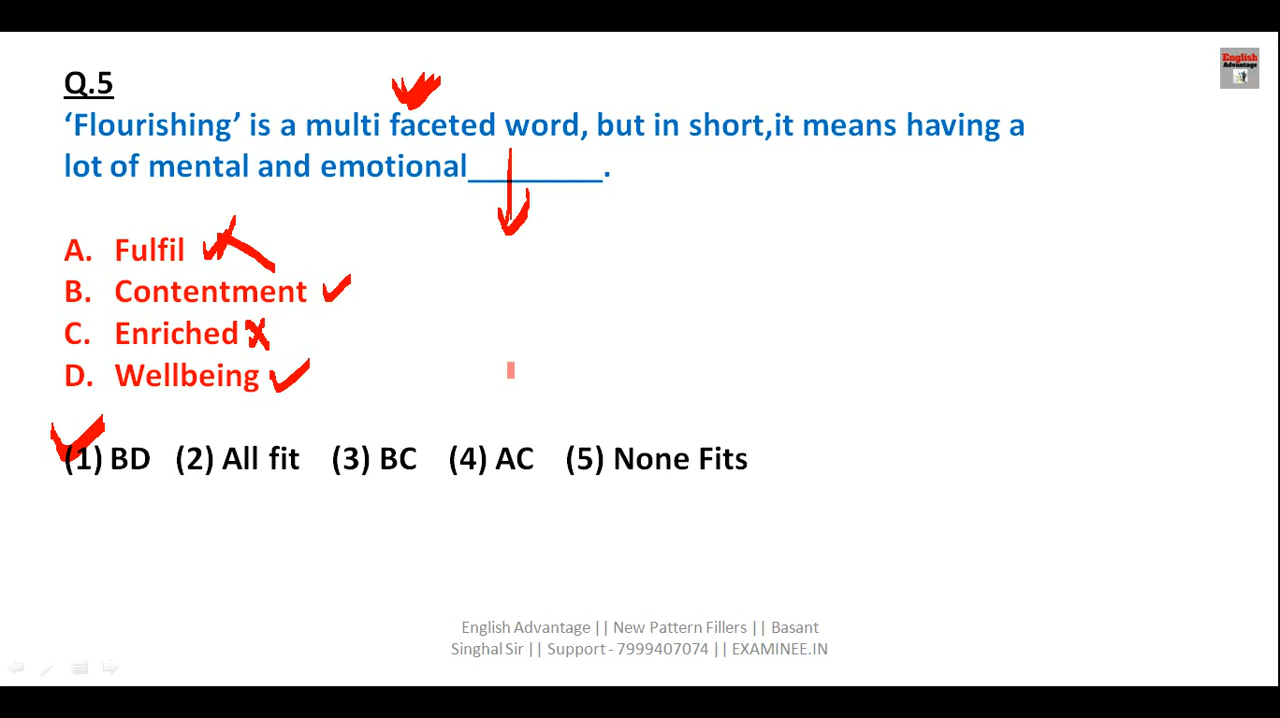 English
Advantage
Q.5
‘Flourishing’ is a multi faceted word, but in short,it means having a
lot of mental and emotional________.
A. Fulfil
B. Contentment
C. Enriched
D. Wellbeing
(1) BD (2) All fit (3) BC (4) AC (5) None Fits
English Advantage || New Pattern Fillers || Basant
Singhal Sir || Support - 7999407074 || EXAMINEE.IN